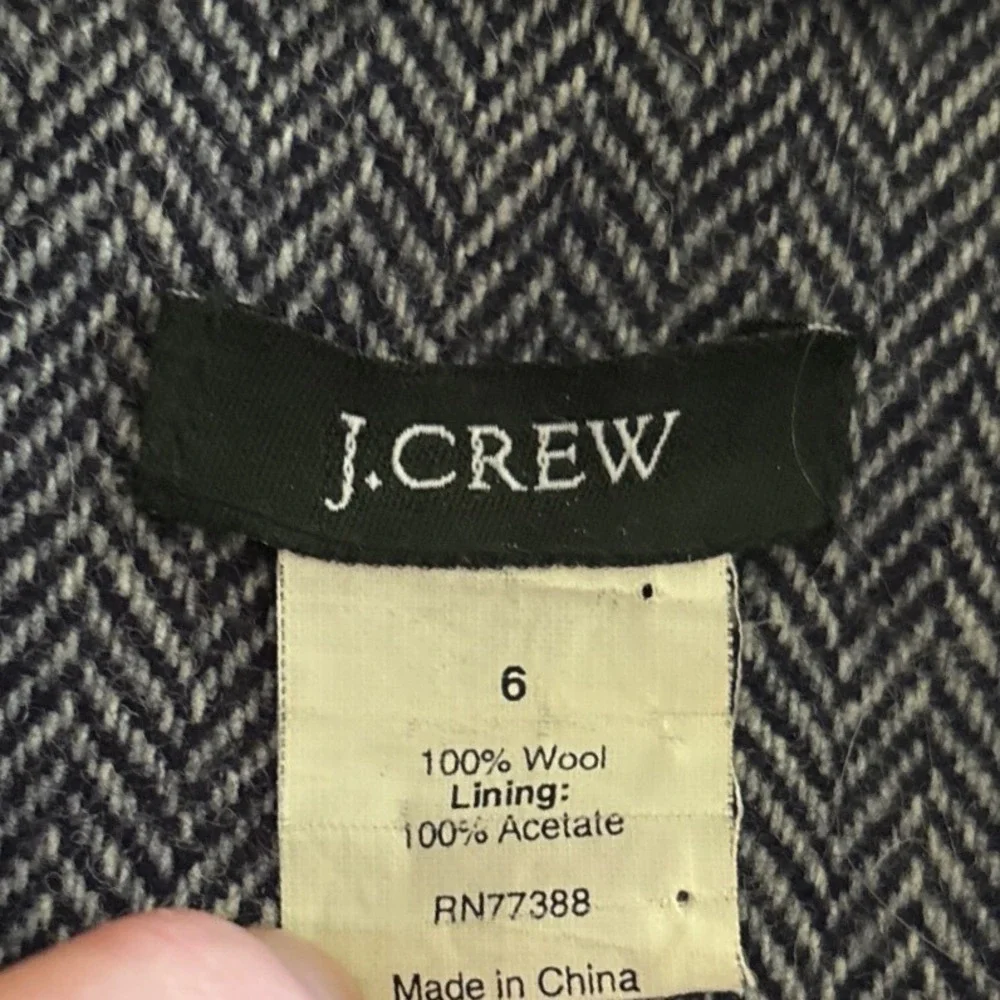 J.CREW
6
100% Wool
Lining:
100% Acetate
RN77388
Made in China